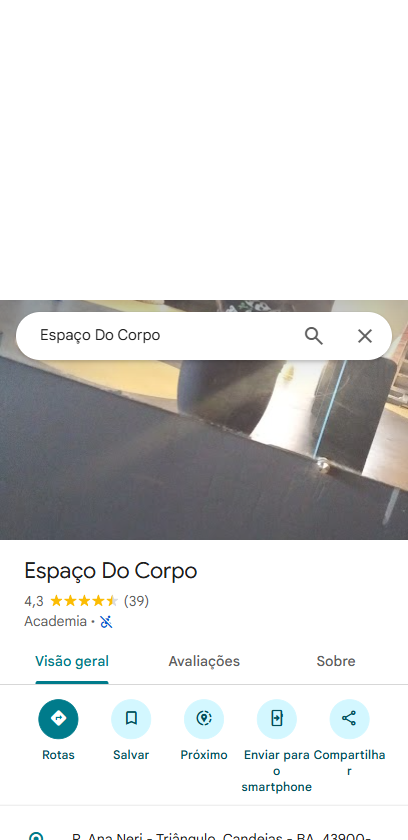 Espaço Do Corpo
Espaço Do Corpo
4,3 (39)
Academia ·
Visão geral Avaliações Sobre
Rotas Salvar Próximo Enviar para o smartphone Compartilhar
R. Ana Neri - Triângulo, Candeias - BA, 43900-